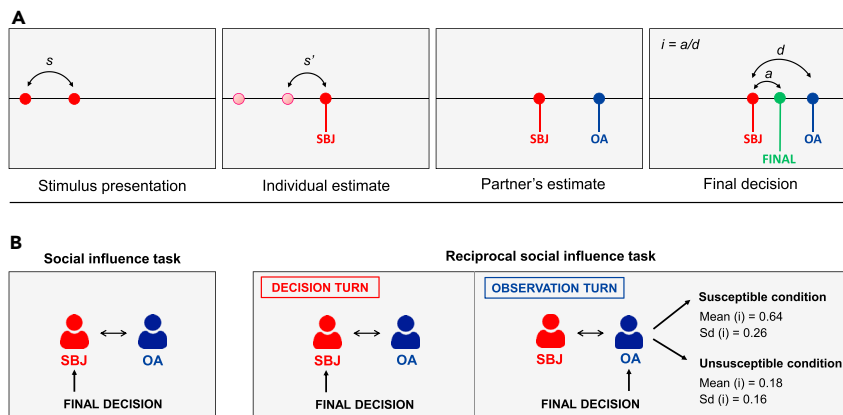 A
s
Stimulus presentation
s'
SBJ
Individual estimate
SBJ
OA
Partner's estimate
i = a/d
d
a
SBJ
OA
FINAL
Final decision
B
Social influence task
SBJ
OA
FINAL DECISION
Reciprocal social influence task
DECISION TURN
SBJ
OA
FINAL DECISION
OBSERVATION TURN
SBJ
OA
FINAL DECISION
Susceptible condition
Mean (i) = 0.64
Sd (i) = 0.26
Unsusceptible condition
Mean (i) = 0.18
Sd (i) = 0.16